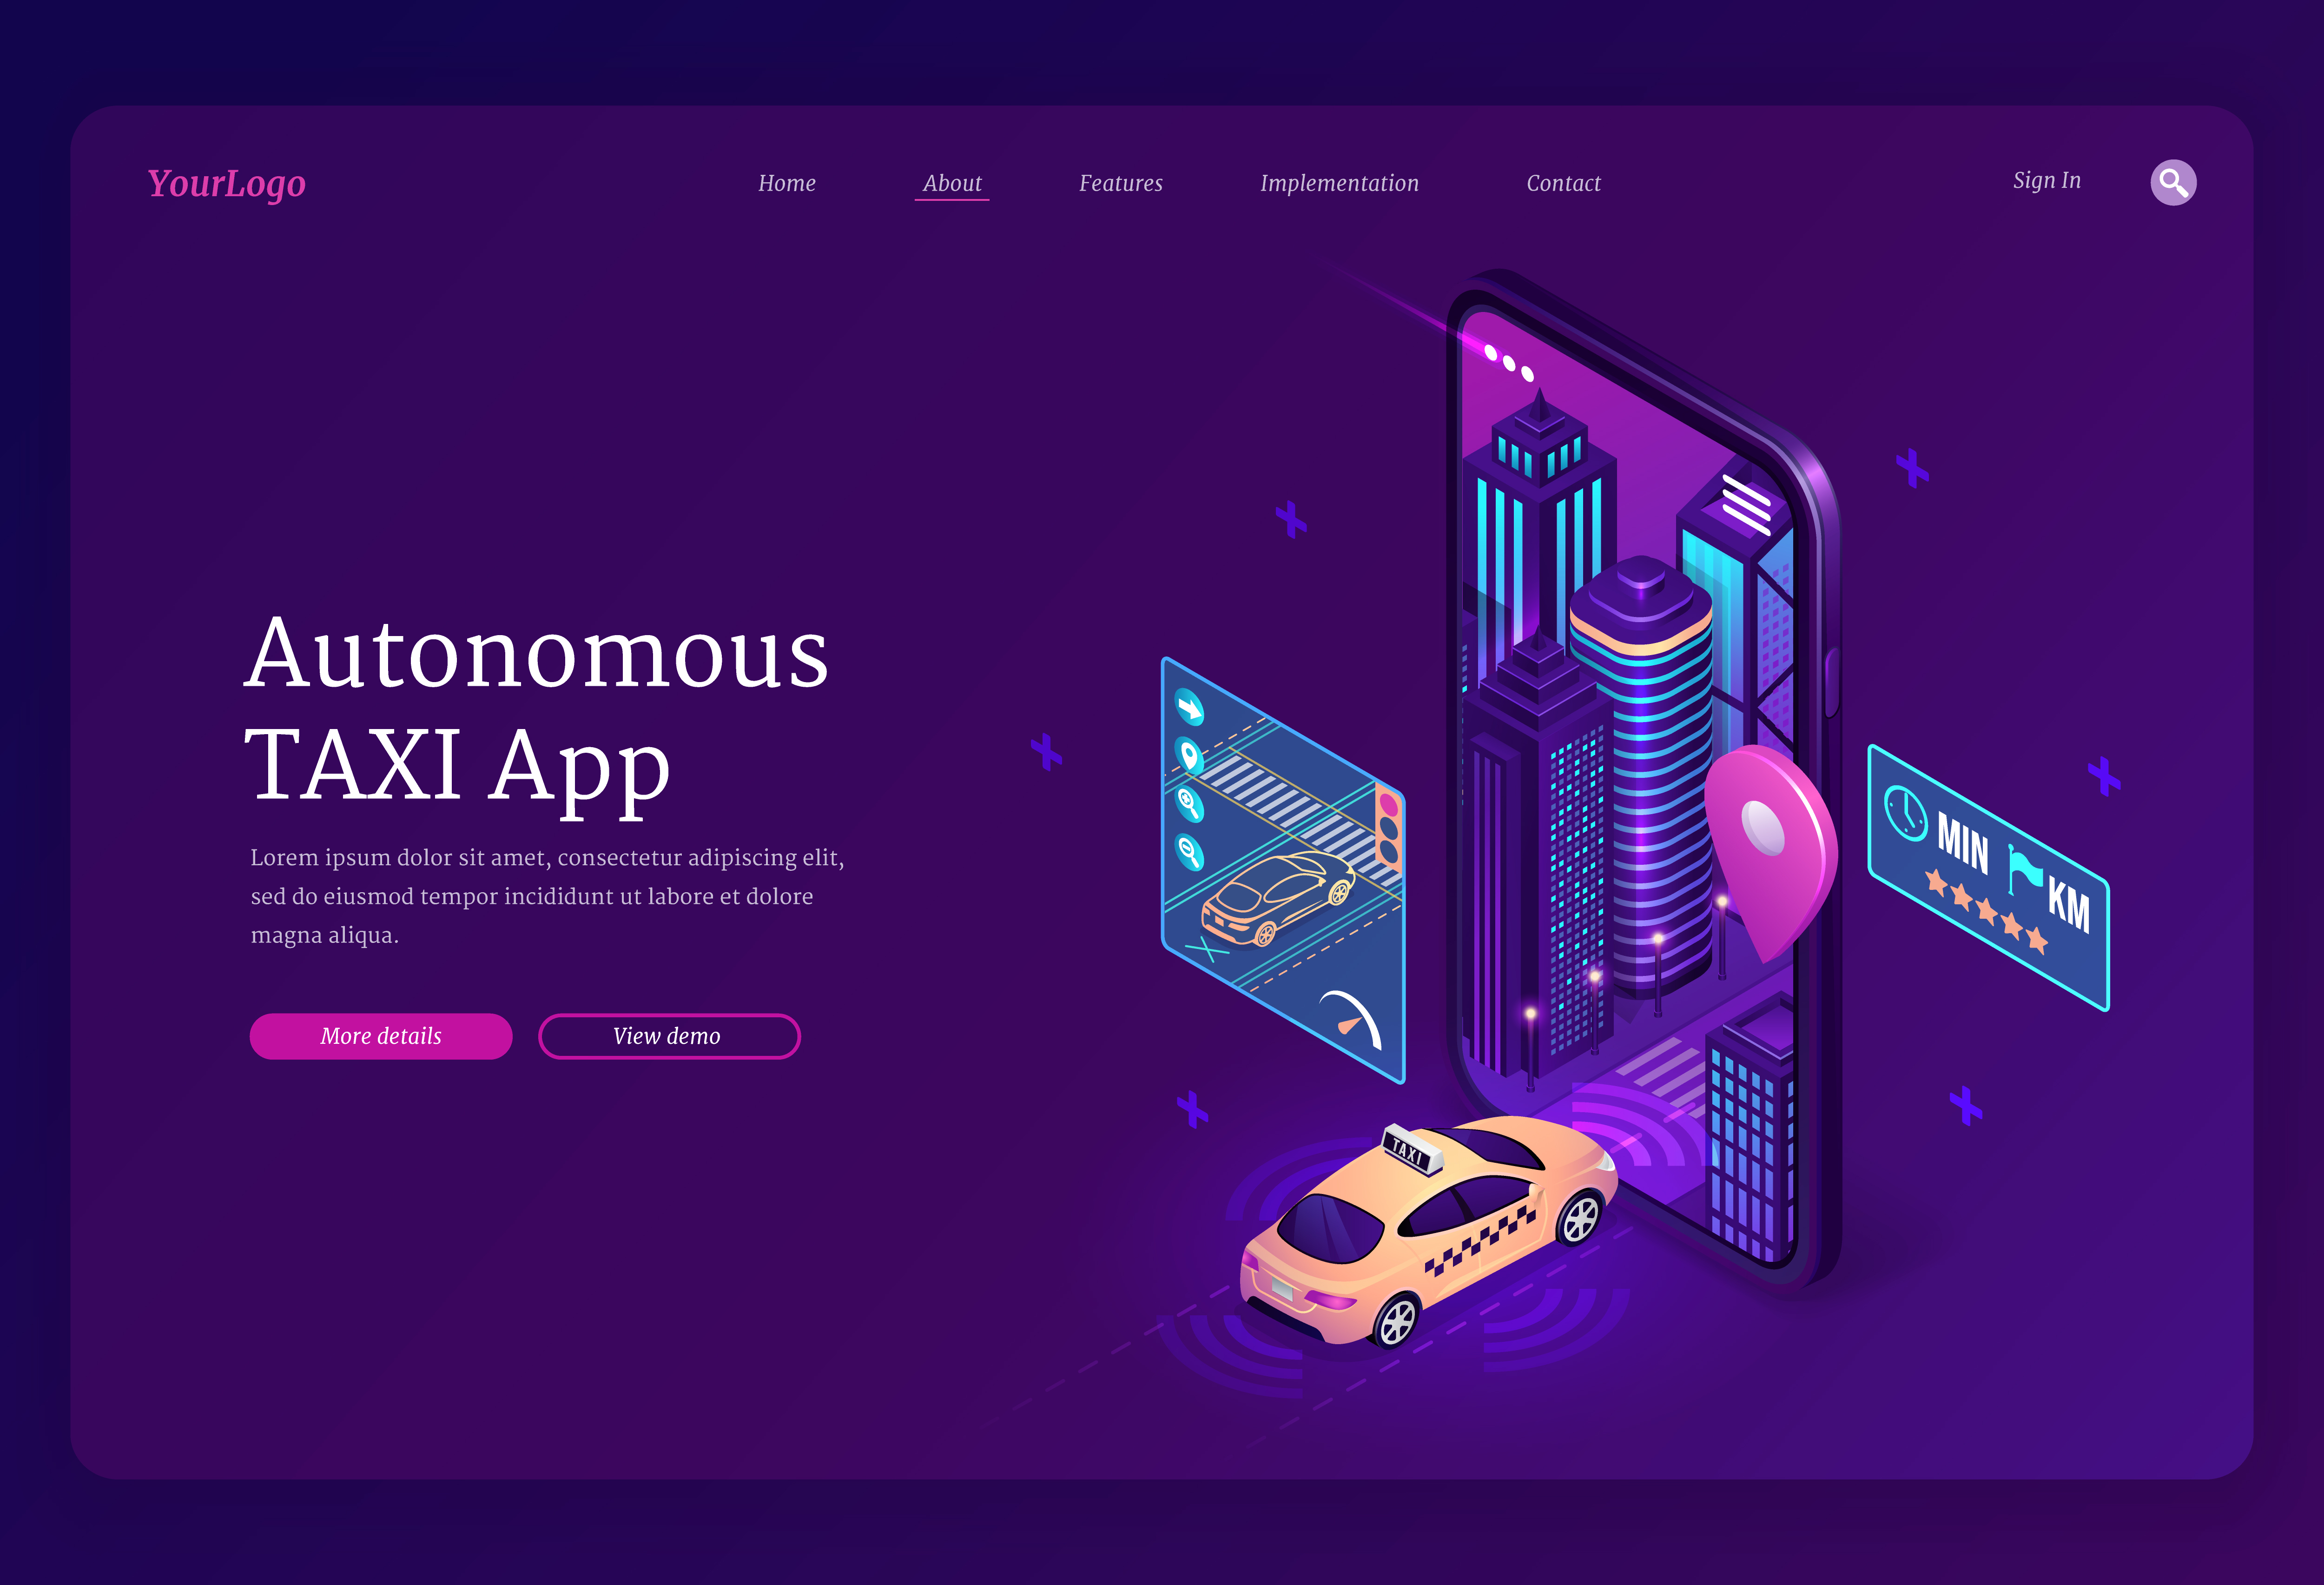 YourLogo
Home About Features Implementation Contact
Sign In
Autonomous
TAXI App
Lorem ipsum dolor sit amet, consectetur adipiscing elit,
sed do eiusmod tempor incididunt ut labore et dolore
magna aliqua.
More details
View demo
MIN KM
TAXI